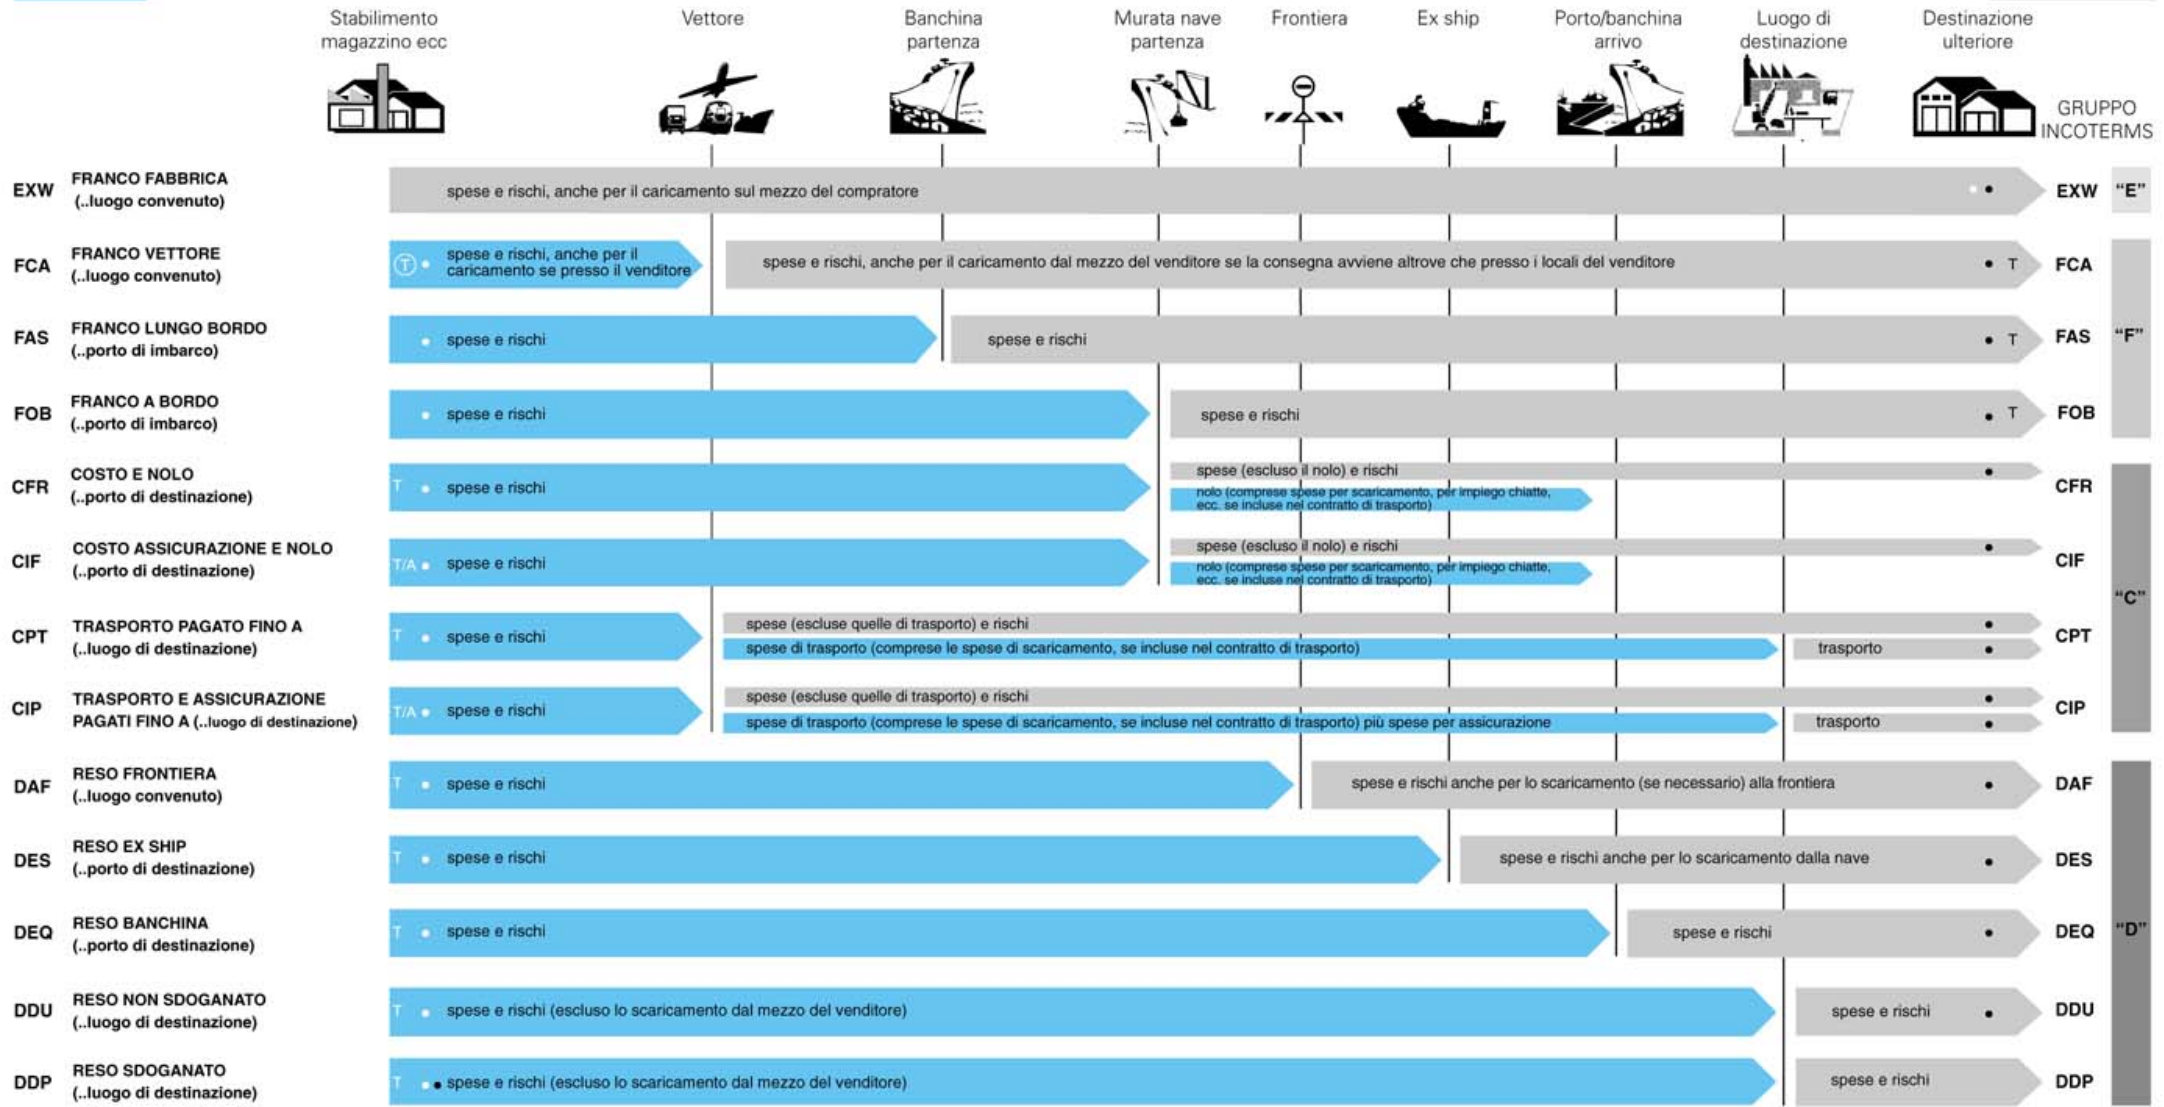 Stabilimento
magazzino ecc
Vettore
Banchina
partenza
Murata nave
partenza
Frontiera
Ex ship
Porto/banchina
arrivo
Luogo di
destinazione
Destinazione
ulteriore
GRUPPO
INCOTERMS
EXW
FRANCO FABBRICA
(..luogo convenuto)
spese e rischi, anche per il caricamento sul mezzo del compratore
EXW
“E”
FCA
FRANCO VETTORE
(..luogo convenuto)
T
spese e rischi, anche per il
caricamento se presso il venditore
spese e rischi, anche per il caricamento dal mezzo del venditore se la consegna avviene altrove che presso i locali del venditore
T
FCA
FAS
FRANCO LUNGO BORDO
(..porto di imbarco)
spese e rischi
spese e rischi
T
FAS
“F”
FOB
FRANCO A BORDO
(..porto di imbarco)
spese e rischi
spese e rischi
T
FOB
CFR
COSTO E NOLO
(..porto di destinazione)
T
spese e rischi
spese (escluso il nolo) e rischi
nolo (comprese spese per scaricamento, per impiego chiatte,
ecc. se incluse nel contratto di trasporto)
CFR
CIF
COSTO ASSICURAZIONE E NOLO
(..porto di destinazione)
T/A
spese e rischi
spese (escluso il nolo) e rischi
nolo (comprese spese per scaricamento, per impiego chiatte,
ecc. se incluse nel contratto di trasporto)
CIF
“C”
CPT
TRASPORTO PAGATO FINO A
(..luogo di destinazione)
T
spese e rischi
spese (escluse quelle di trasporto) e rischi
spese di trasporto (comprese le spese di scaricamento, se incluse nel contratto di trasporto)
trasporto
CPT
CIP
TRASPORTO E ASSICURAZIONE
PAGATI FINO A (..luogo di destinazione)
T/A
spese e rischi
spese (escluse quelle di trasporto) e rischi
spese di trasporto (comprese le spese di scaricamento, se incluse nel contratto di trasporto) più spese per assicurazione
trasporto
CIP
DAF
RESO FRONTIERA
(..luogo convenuto)
T
spese e rischi
spese e rischi anche per lo scaricamento (se necessario) alla frontiera
DAF
DES
RESO EX SHIP
(..porto di destinazione)
T
spese e rischi
spese e rischi anche per lo scaricamento dalla nave
DES
DEQ
RESO BANCHINA
(..porto di destinazione)
T
spese e rischi
spese e rischi
DEQ
“D”
DDU
RESO NON SDOGANATO
(..luogo di destinazione)
T
spese e rischi (escluso lo scaricamento dal mezzo del venditore)
spese e rischi
DDU
DDP
RESO SDOGANATO
(..luogo di destinazione)
T
spese e rischi (escluso lo scaricamento dal mezzo del venditore)
spese e rischi
DDP